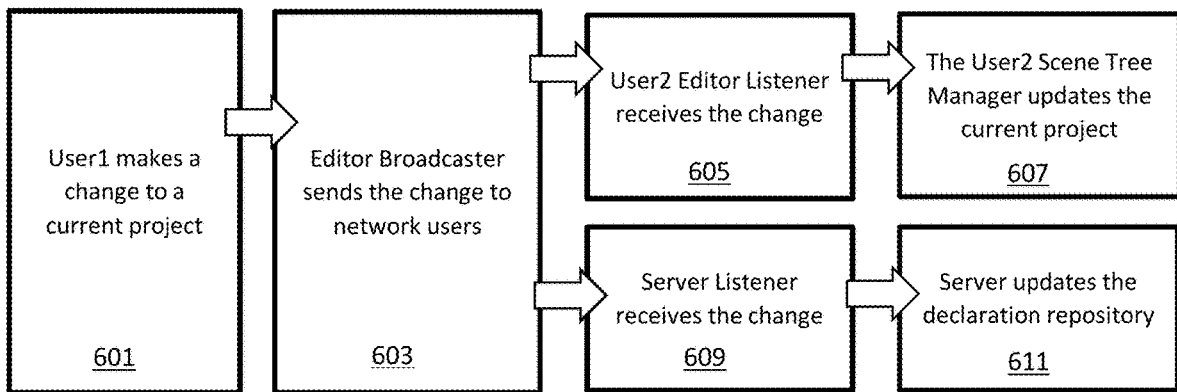 User1 makes a
change to a
current project
601
Editor Broadcaster
sends the change to
network users
603
User2 Editor Listener
receives the change
605
The User2 Scene Tree
Manager updates the
current project
607
Server Listener
receives the change
609
Server updates the
declaration repository
611